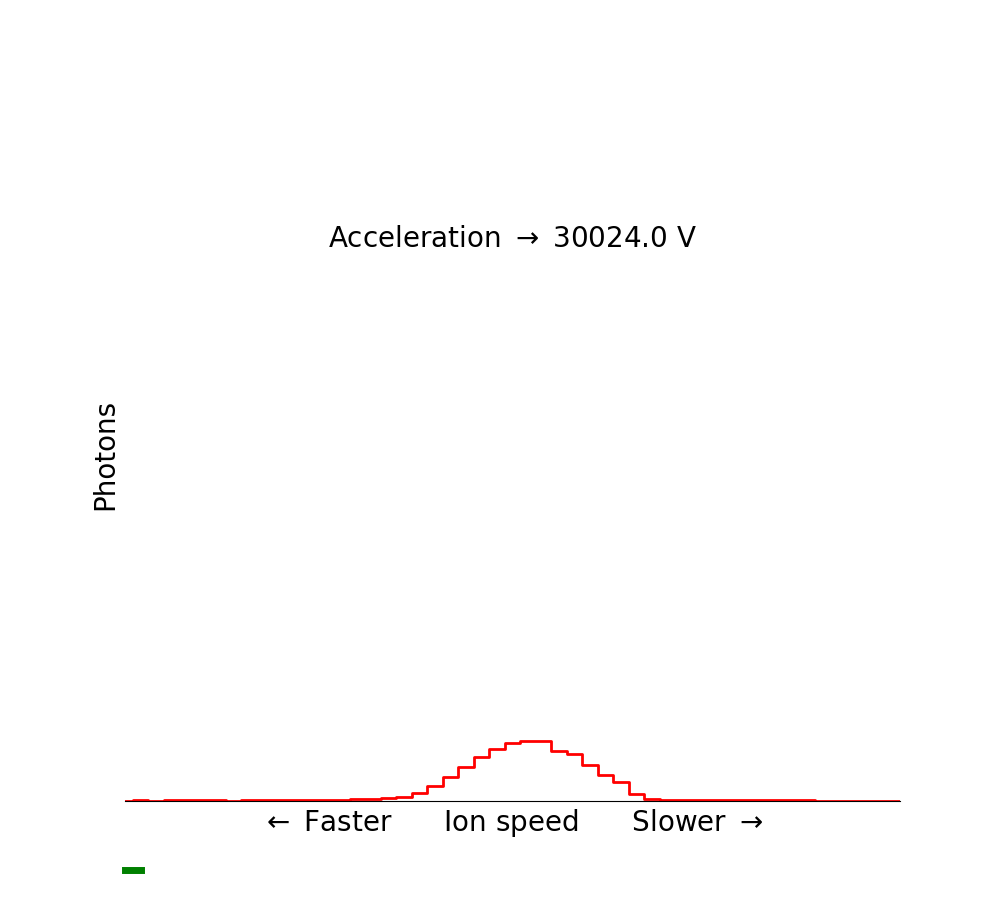 Acceleration → 30024.0 V
Photons
← Faster Ion speed Slower →